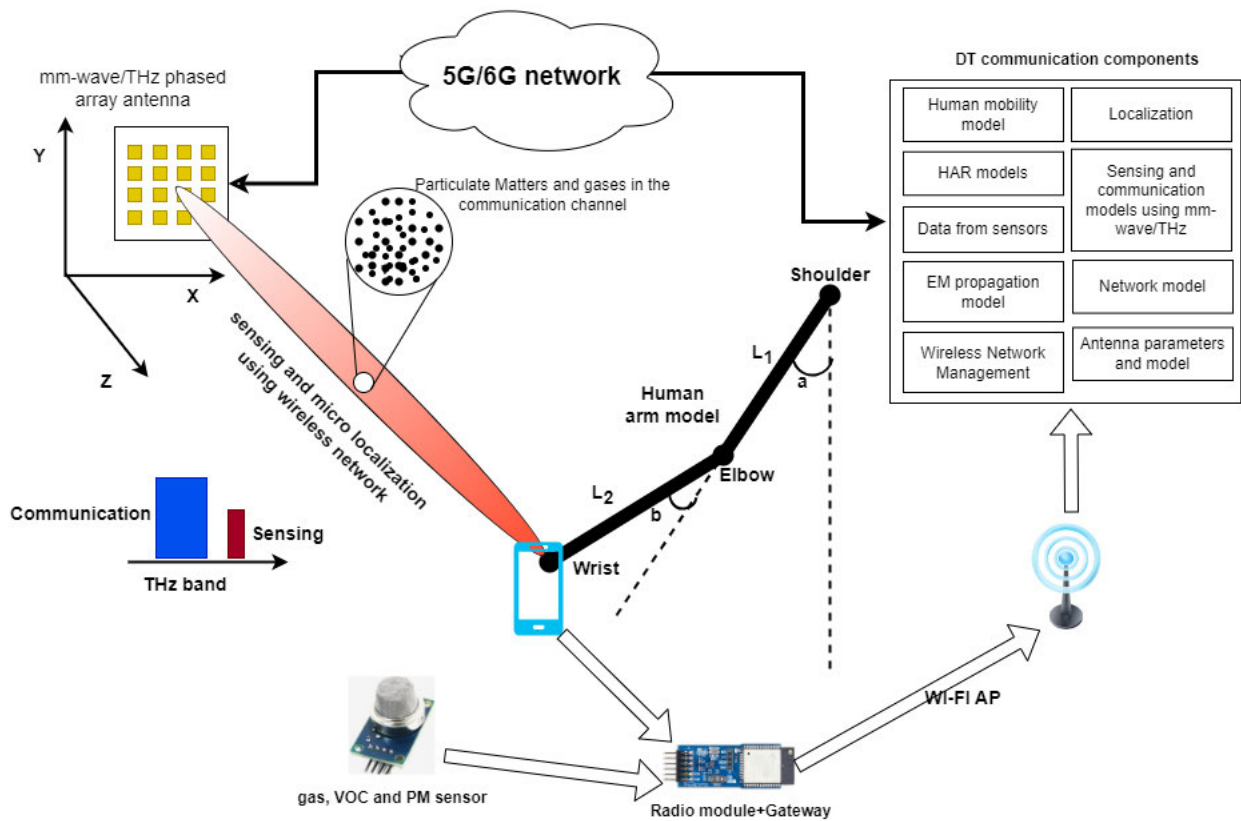 5G/6G network
mm-wave/THz phased
array antenna
Y
X
Z
Particulate Matters and gases in the
communication channel
sensing and micro localization
using wireless network
Communication
Sensing
THz band
Shoulder
L1
a
Human
arm model
Elbow
L2
b
Wrist
DT communication components
Human mobility
model
Localization
HAR models
Sensing and
communication
models using mm-
wave/THz
Data from sensors
EM propagation
model
Network model
Wireless Network
Management
Antenna parameters
and model
WI-FI AP
gas, VOC and PM sensor
Radio module+Gateway